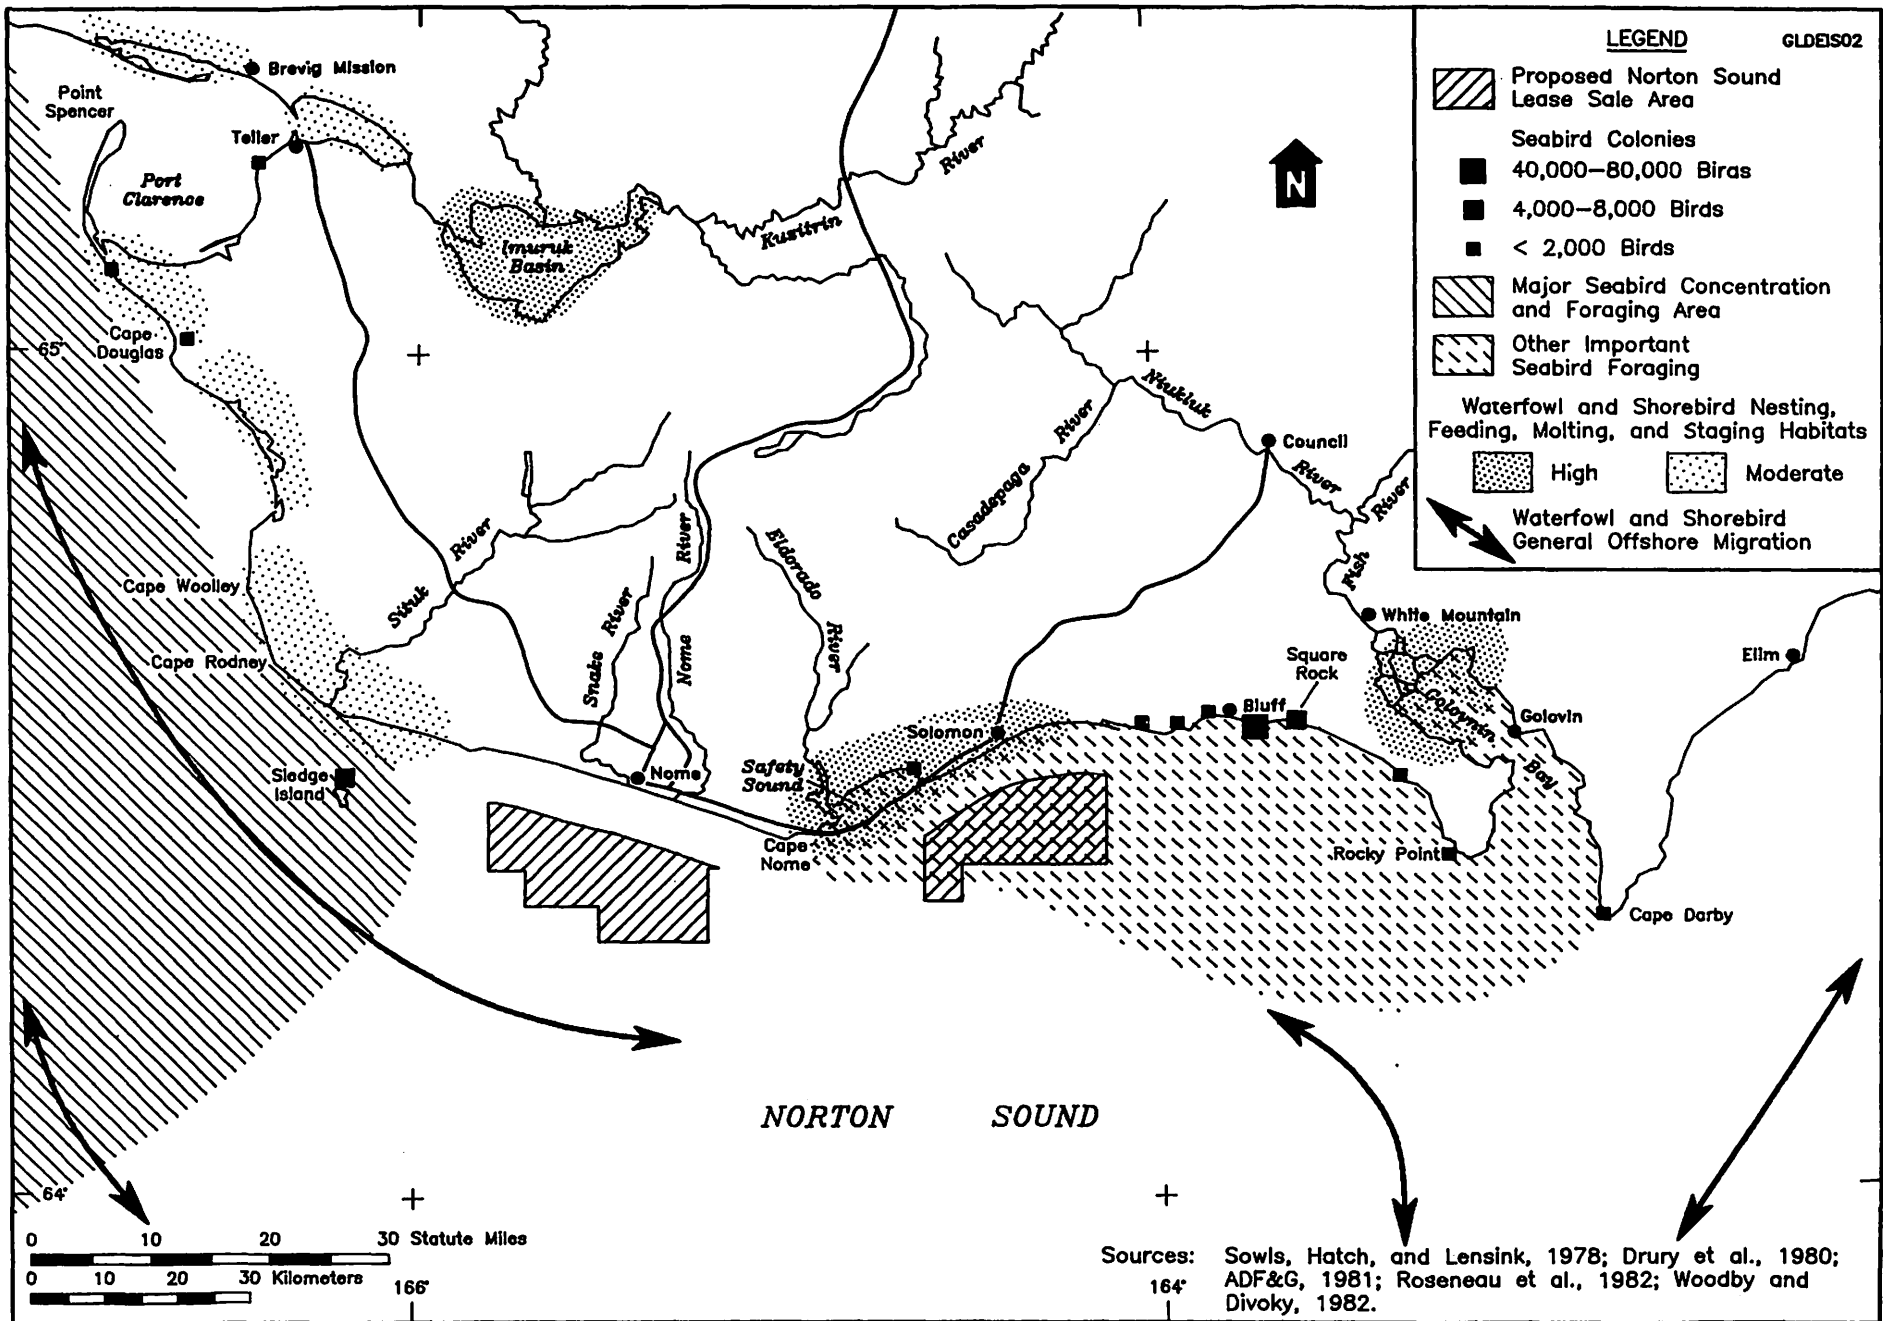 LEGEND
GLDEIS02
Proposed Norton Sound
Lease Sale Area
Seabird Colonies
40,000–80,000 Biras
4,000–8,000 Birds
< 2,000 Birds
Major Seabird Concentration
and Foraging Area
Other Important
Seabird Foraging
Waterfowl and Shorebird Nesting,
Feeding, Molting, and Staging Habitats
High
Moderate
Waterfowl and Shorebird
General Offshore Migration
Brevig Mission
Point
Spencer
Teller
Port
Clarence
River
Kuzitrin
Imuruk
Basin
Cape
Douglas
65°
Niukluk
River
Council
River
River
Casadepaga
River
River
Eldorado
River
Fish
Cape Woolley
Situk
River
Snake
Nome
White Mountain
Cape Rodney
Square
Rock
Elim
Golovnin
Bay
Golovin
Bluff
Solomon
Sledge
Island
Nome
Safety
Sound
Cape
Nome
Rocky Point
Cape Darby
NORTON SOUND
64°
0 10 20 30 Statute Miles
0 10 20 30 Kilometers
166°
164°
Sources: Sowls, Hatch, and Lensink, 1978; Drury et al., 1980;
ADF&G, 1981; Roseneau et al., 1982; Woodby and
Divoky, 1982.